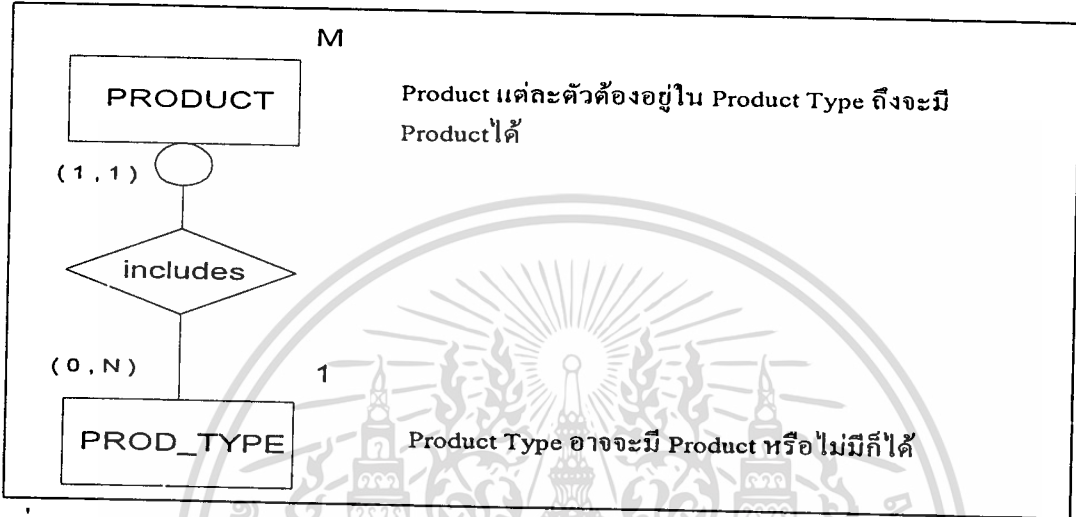 M
PRODUCT
Product แต่ละตัวต้องอยู่ใน Product Type ถึงจะมี
Productได้
(1,1)
includes
(0,N)
1
PROD_TYPE
Product Type อาจจะมี Product หรือไม่มีก็ได้